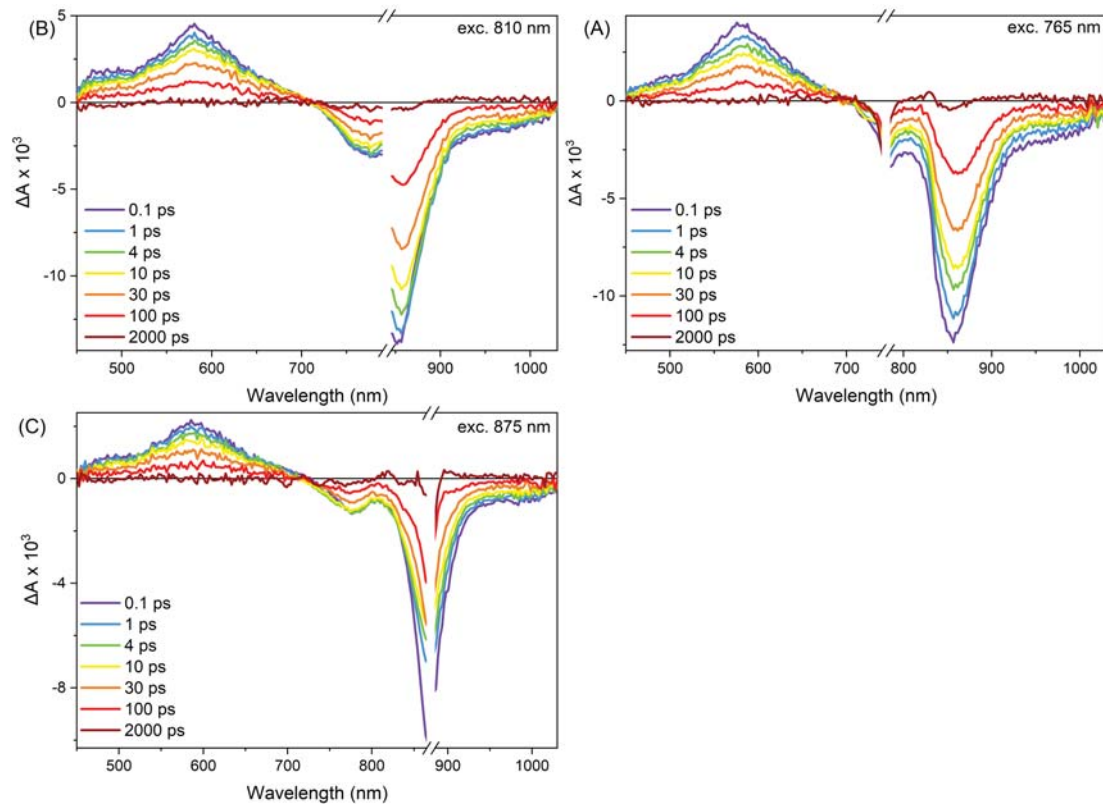 (B)
exc. 810 nm
5
0
-5
-10
ΔA x 10³
0.1 ps
1 ps
4 ps
10 ps
30 ps
100 ps
2000 ps
500 600 700 900 1000
Wavelength (nm)
(A)
exc. 765 nm
0
-5
-10
ΔA x 10³
0.1 ps
1 ps
4 ps
10 ps
30 ps
100 ps
2000 ps
500 600 700 800 900 1000
Wavelength (nm)
(C)
exc. 875 nm
0
-4
-8
ΔA x 10³
0.1 ps
1 ps
4 ps
10 ps
30 ps
100 ps
2000 ps
500 600 700 800 900 1000
Wavelength (nm)